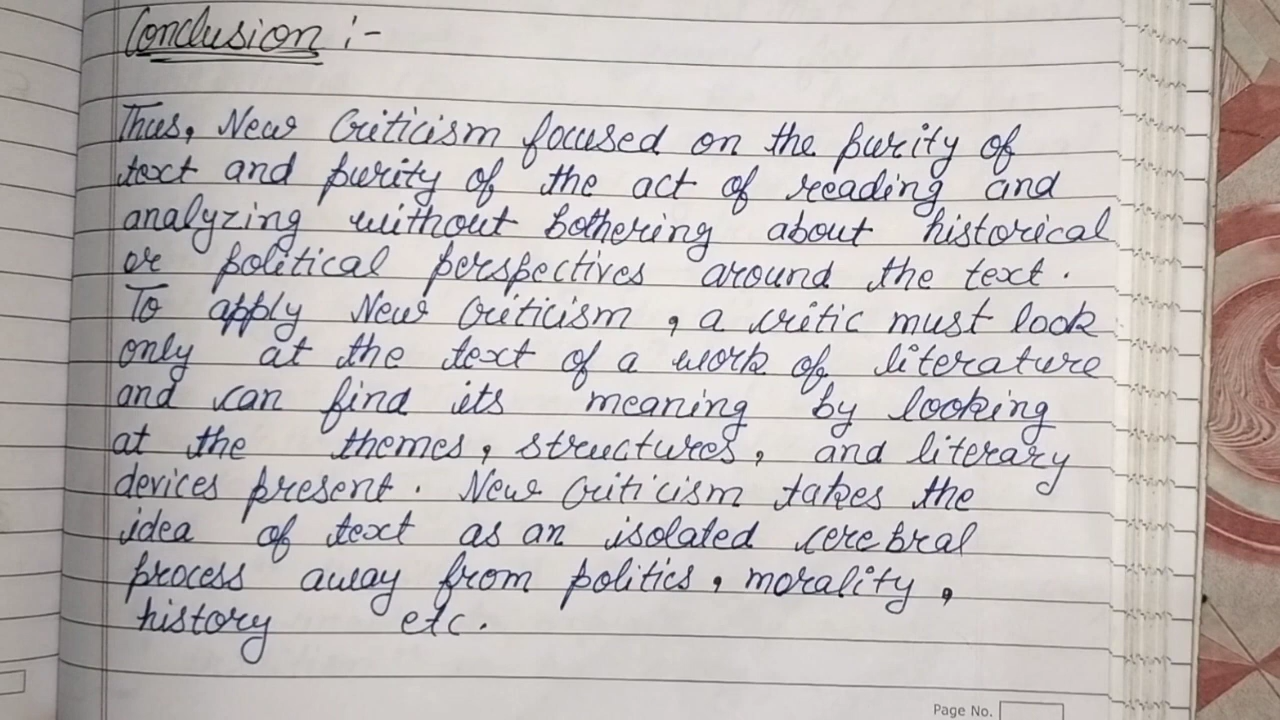 Conclusion :-
Thus, New Criticism focused on the purity of
text and purity of the act of reading and
analyzing without bothering about historical
or political perspectives around the text.
To apply New Criticism, a critic must look
only at the text of a work of literature
and can find its meaning by looking
at the themes, structures, and literary
devices present. New Criticism takes the
idea of text as an isolated cerebral
process away from politics, morality,
history etc.
Page No.